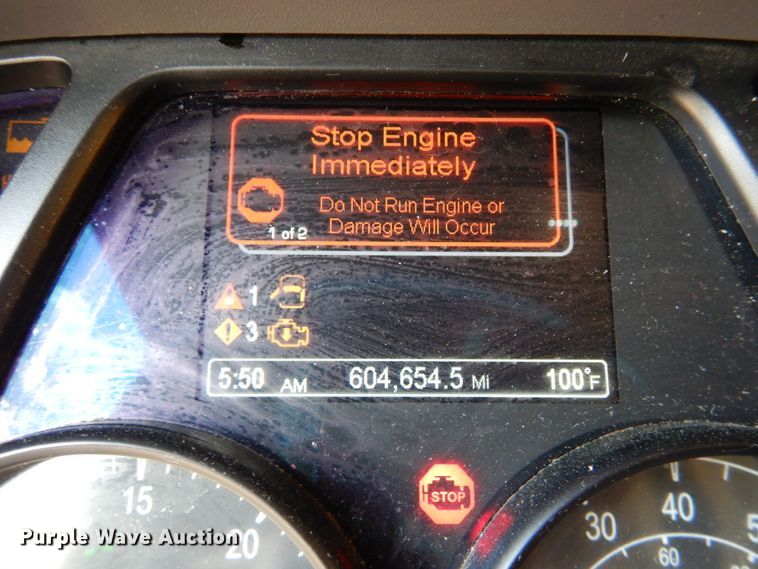 Stop Engine
Immediately
Do Not Run Engine or
Damage Will Occur
1 of 2
1
3
5:50 AM 604,654.5 Mi 100°F
STOP
15
20
30
40
60
80
Purple Wave Auction